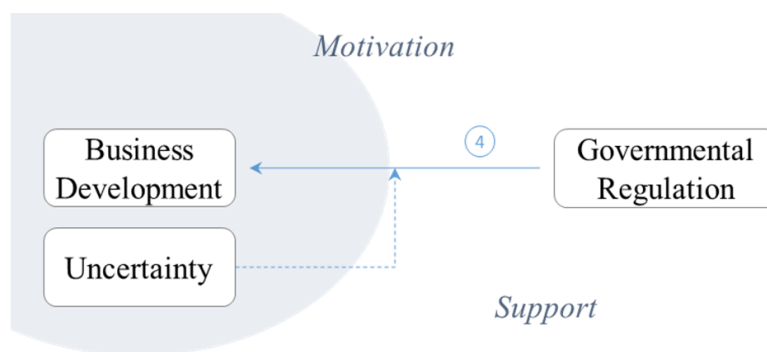 Motivation
Business
Development
4
Governmental
Regulation
Uncertainty
Support